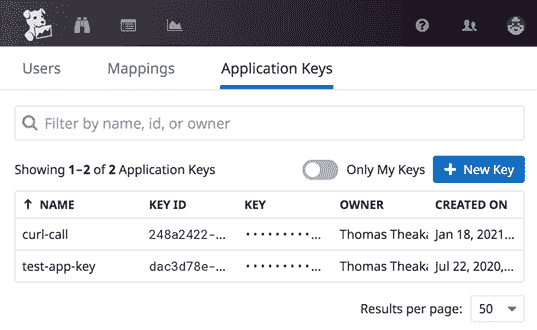 Users Mappings Application Keys
Filter by name, id, or owner
Showing 1–2 of 2 Application Keys Only My Keys + New Key
↑ NAME KEY ID KEY OWNER CREATED ON
curl-call 248a2422-... ·········... Thomas Theaka Jan 18, 2021...
test-app-key dac3d78e-... ·········... Thomas Theaka Jul 22, 2020,...
Results per page: 50